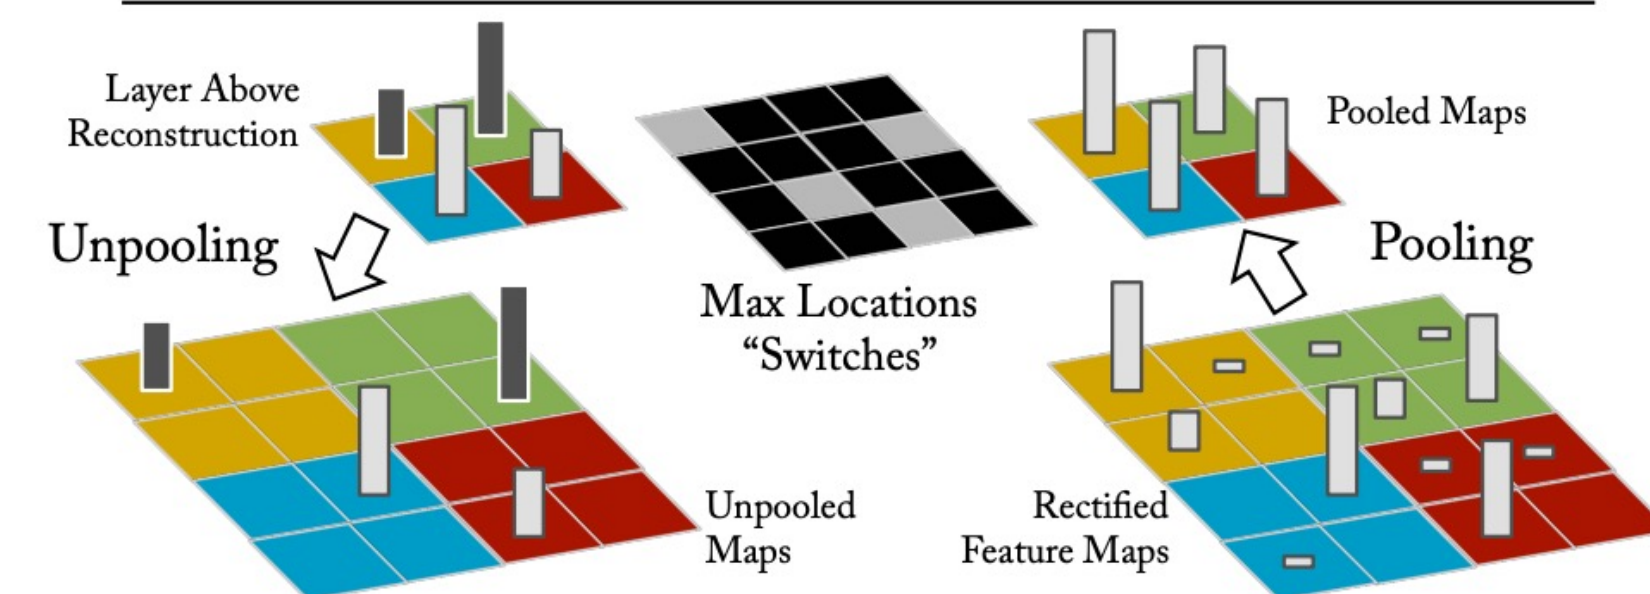 Layer Above
Reconstruction
Pooled Maps
Unpooling
Pooling
Max Locations
“Switches”
Unpooled
Maps
Rectified
Feature Maps